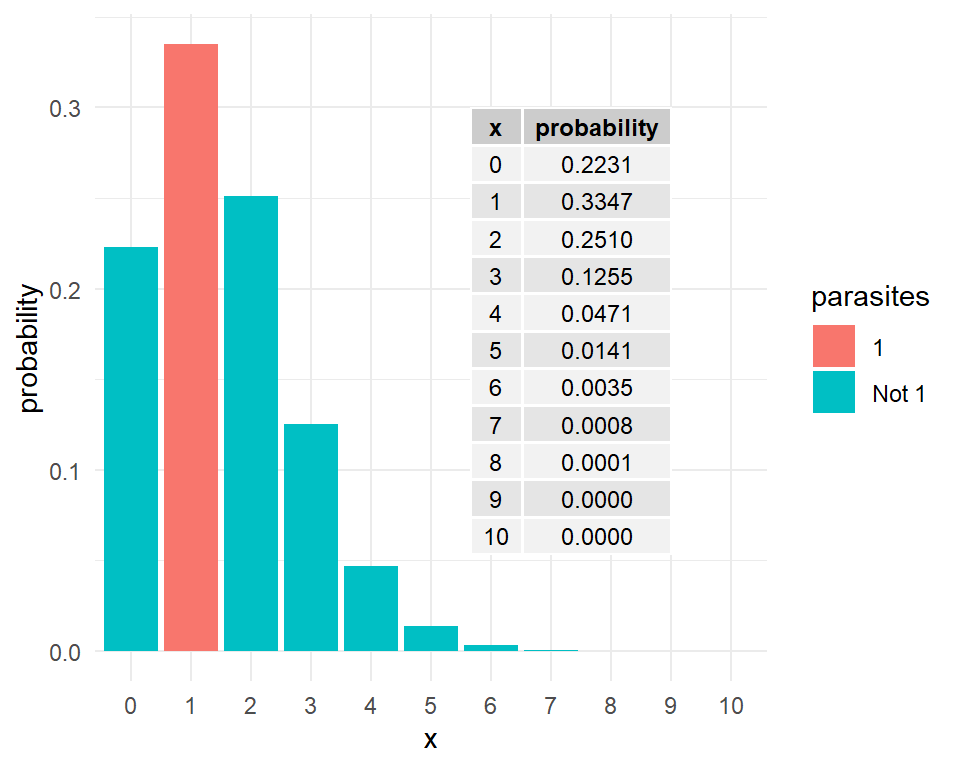 probability
0.3
0.2
0.1
0.0
x probability
0 0.2231
1 0.3347
2 0.2510
3 0.1255
4 0.0471
5 0.0141
6 0.0035
7 0.0008
8 0.0001
9 0.0000
10 0.0000
0 1 2 3 4 5 6 7 8 9 10
x
parasites
1
Not 1